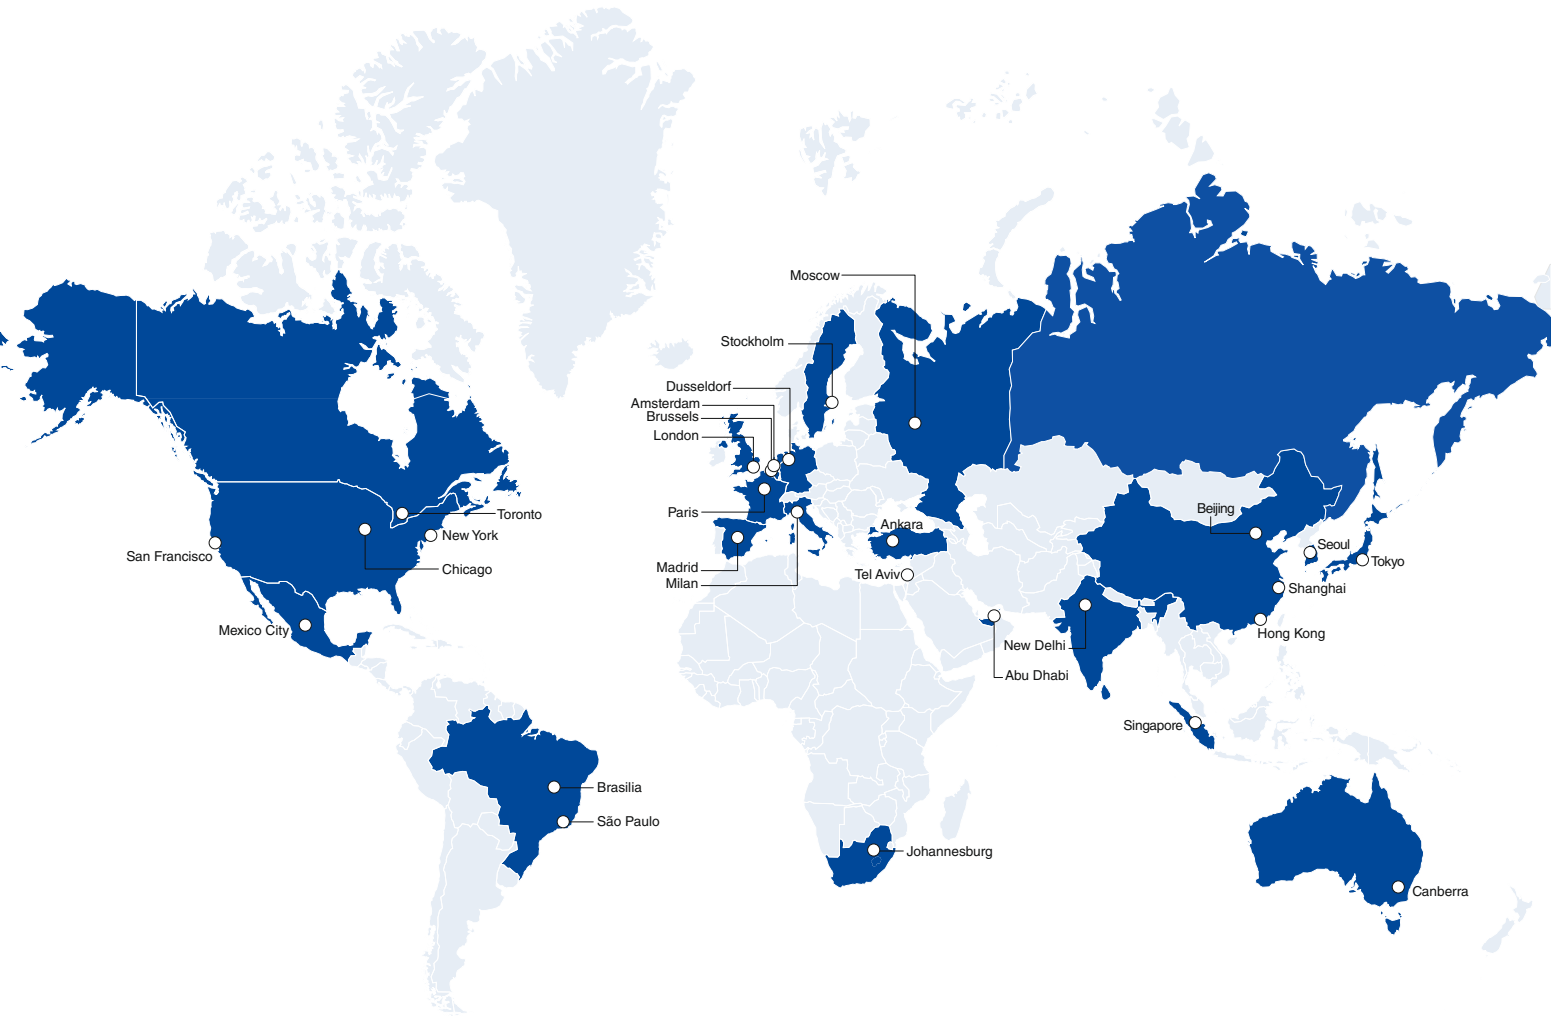 Moscow
Stockholm
Dusseldorf
Amsterdam
Brussels
London
Paris
Madrid
Milan
Ankara
Tel Aviv
Toronto
New York
San Francisco
Chicago
Mexico City
Beijing
Seoul
Tokyo
Shanghai
Hong Kong
New Delhi
Abu Dhabi
Singapore
Brasilia
São Paulo
Johannesburg
Canberra